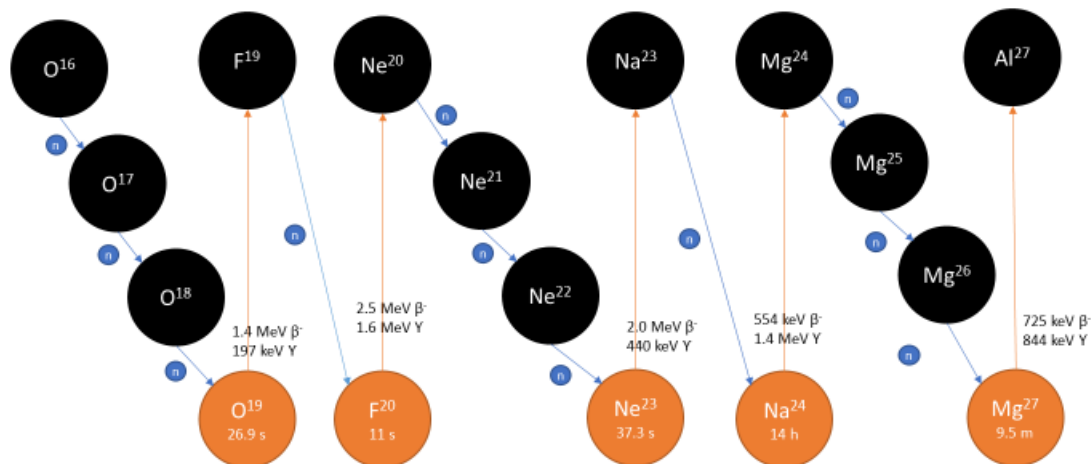 O¹⁶
F¹⁹
Ne²⁰
Na²³
Mg²⁴
Al²⁷
n
n
n
O¹⁷
Ne²¹
Mg²⁵
n
n
n
n
n
n
O¹⁸
Ne²²
Mg²⁶
1.4 MeV β⁻
197 keV Y
2.5 MeV β⁻
1.6 MeV Y
2.0 MeV β⁻
440 keV Y
554 keV β⁻
1.4 MeV Y
725 keV β⁻
844 keV Y
n
n
n
O¹⁹
26.9 s
F²⁰
11 s
Ne²³
37.3 s
Na²⁴
14 h
Mg²⁷
9.5 m